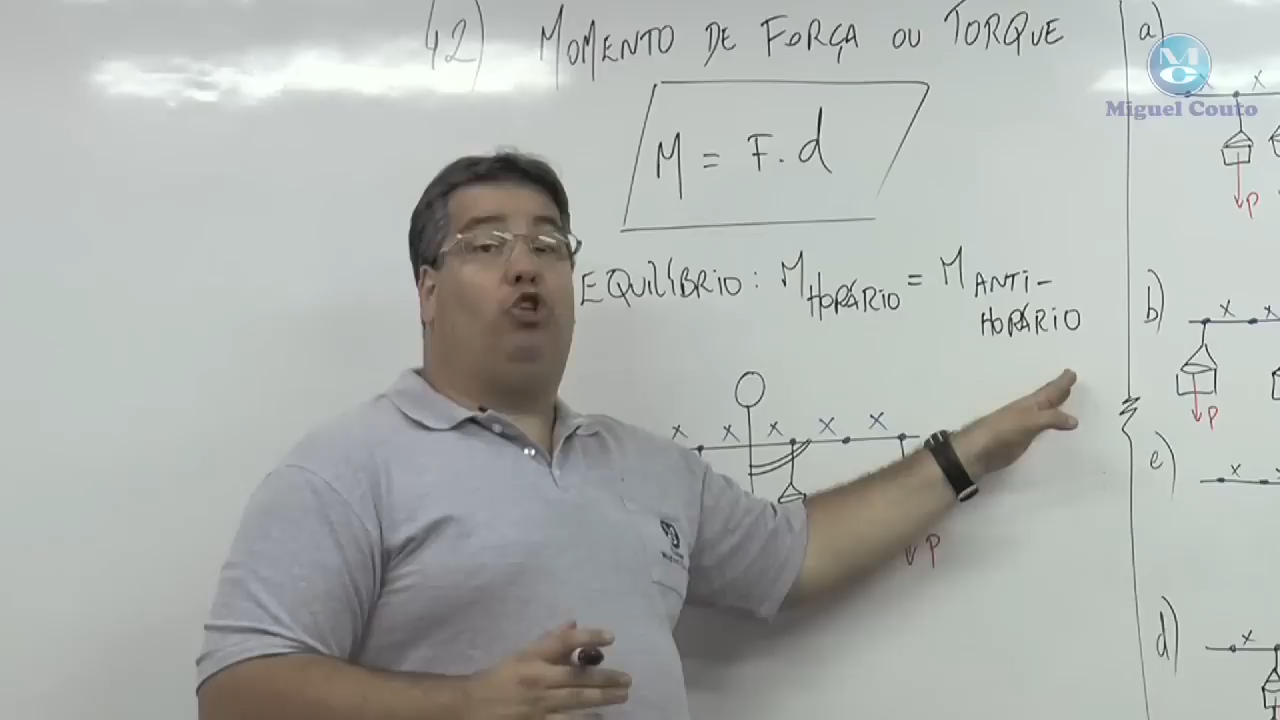 42) MOMENTO DE FORÇA OU TORQUE
M = F. d
EQUILÍBRIO: M HORÁRIO = M ANTI-
HORÁRIO
X X X X X
P
a)
Miguel Couto
X
P
b) X X
P
c) X
d) X